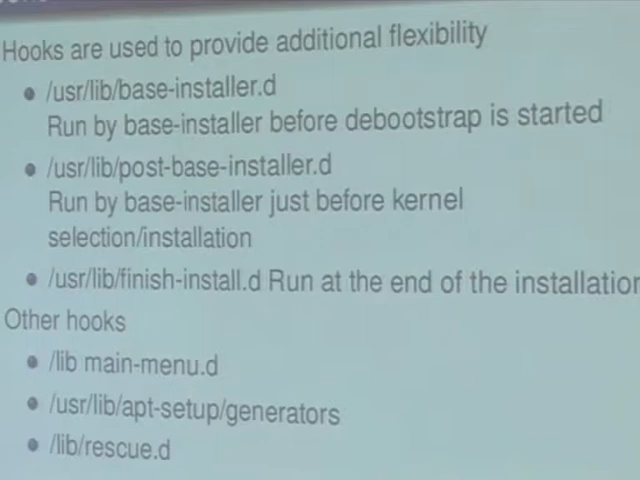 Hooks are used to provide additional flexibility
/usr/lib/base-installer.d
Run by base-installer before debootstrap is started
/usr/lib/post-base-installer.d
Run by base-installer just before kernel
selection/installation
/usr/lib/finish-install.d Run at the end of the installation
Other hooks
/lib main-menu.d
/usr/lib/apt-setup/generators
/lib/rescue.d